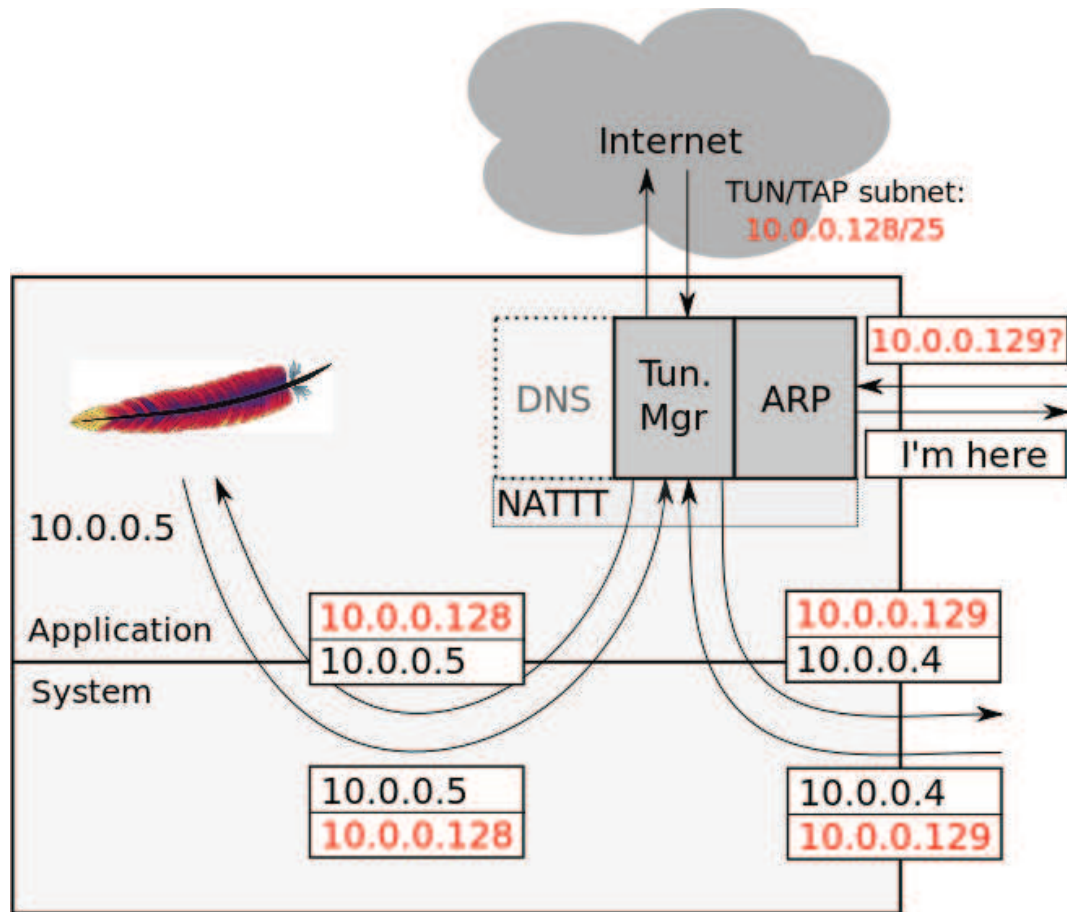 Internet
TUN/TAP subnet:
10.0.0.128/25
10.0.0.129?
DNS
Tun.
Mgr
ARP
I'm here
NATTT
10.0.0.5
10.0.0.128
10.0.0.5
10.0.0.129
10.0.0.4
Application
System
10.0.0.5
10.0.0.128
10.0.0.4
10.0.0.129